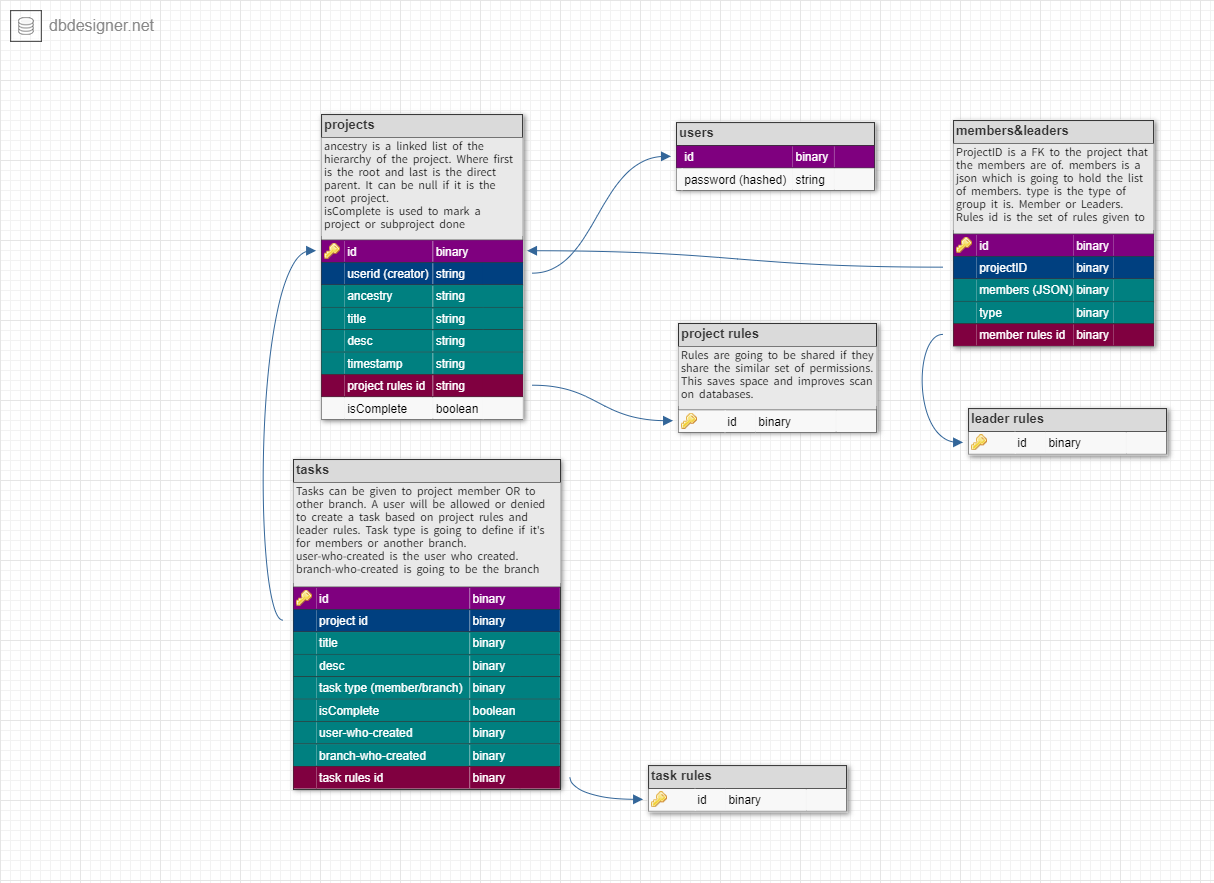 dbdesigner.net
projects
ancestry is a linked list of the
hierarchy of the project. Where first
is the root and last is the direct
parent. It can be null if it is the
root project.
isComplete is used to mark a
project or subproject done
id binary
userid (creator) string
ancestry string
title string
desc string
timestamp string
project rules id string
isComplete boolean
users
id binary
password (hashed) string
members&leaders
ProjectID is a FK to the project that
the members are of. members is a
json which is going to hold the list
of members. type is the type of
group it is. Member or Leaders.
Rules id is the set of rules given to
id binary
projectID binary
members (JSON) binary
type binary
member rules id binary
project rules
Rules are going to be shared if they
share the similar set of permissions.
This saves space and improves scan
on databases.
id binary
leader rules
id binary
tasks
Tasks can be given to project member OR to
other branch. A user will be allowed or denied
to create a task based on project rules and
leader rules. Task type is going to define if it's
for members or another branch.
user-who-created is the user who created.
branch-who-created is going to be the branch
id binary
project id binary
title binary
desc binary
task type (member/branch) binary
isComplete boolean
user-who-created binary
branch-who-created binary
task rules id binary
task rules
id binary